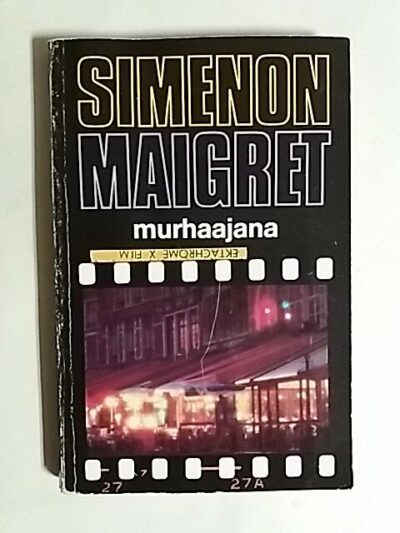 SIMENON
MAIGRET
murhaajana
EKTACHROME X FILM
27
27A